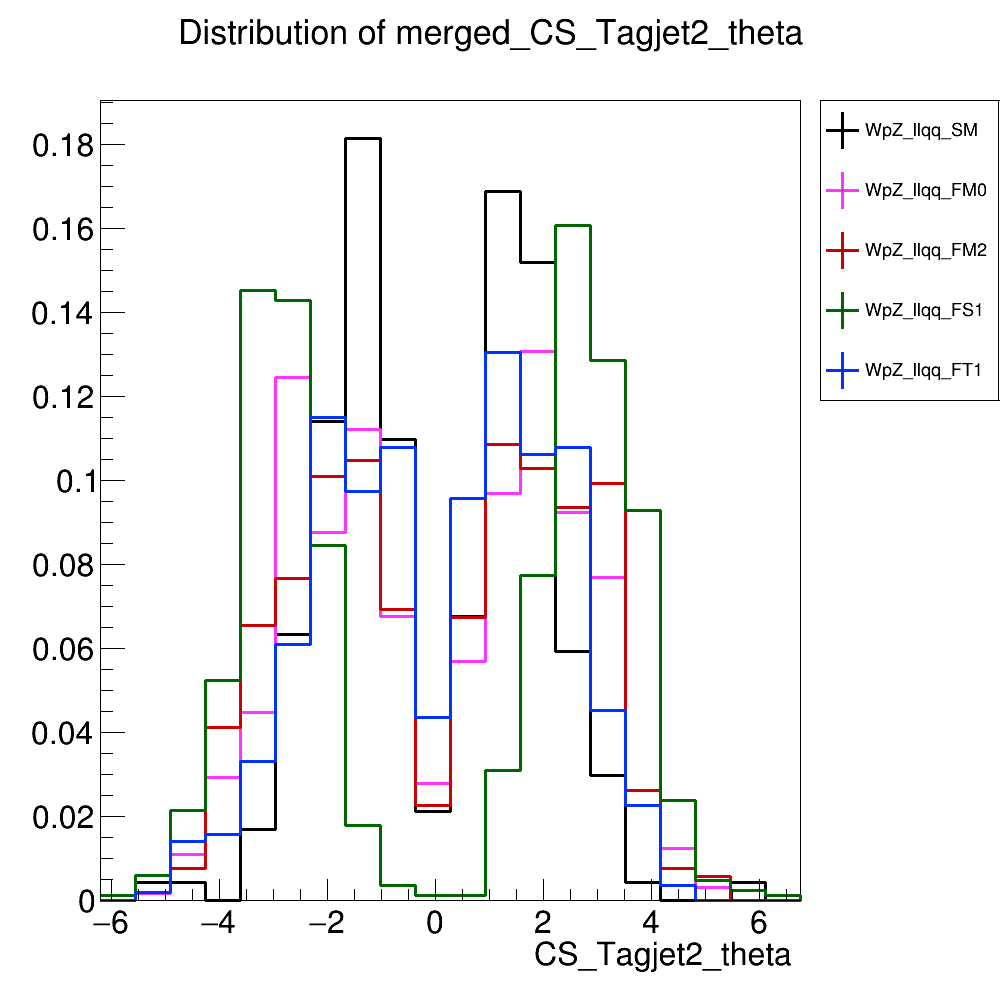 Distribution of merged_CS_Tagjet2_theta
WpZ_llqq_SM
WpZ_llqq_FM0
WpZ_llqq_FM2
WpZ_llqq_FS1
WpZ_llqq_FT1
0.18
0.16
0.14
0.12
0.1
0.08
0.06
0.04
0.02
0
−6 −4 −2 0 2 4 6
CS_Tagjet2_theta